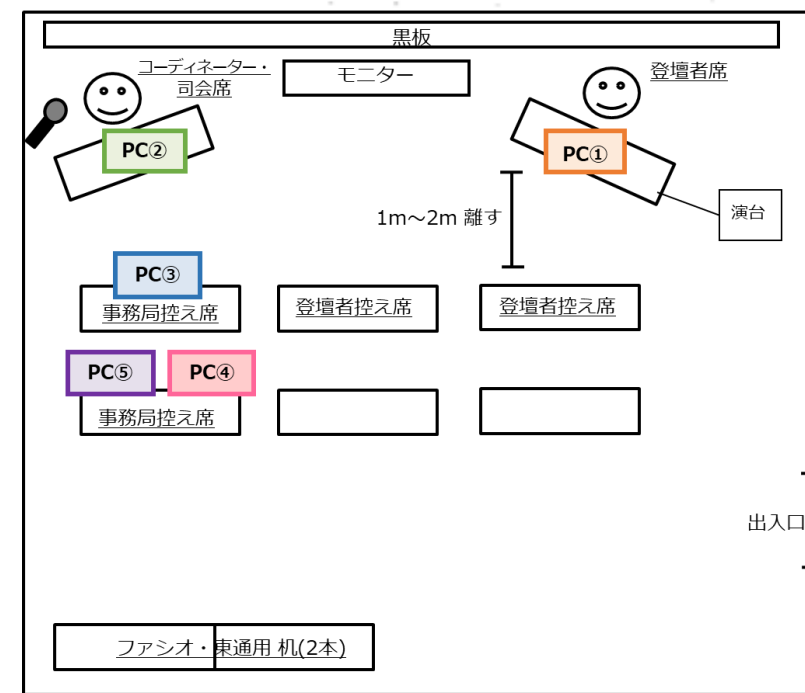 黒板
コーディネーター・
司会席
モニター
登壇者席
PC②
PC①
演台
1m～2m 離す
PC③
事務局控え席
登壇者控え席
登壇者控え席
PC⑤
PC④
事務局控え席
出入口
ファシオ・東通用 机(2本)